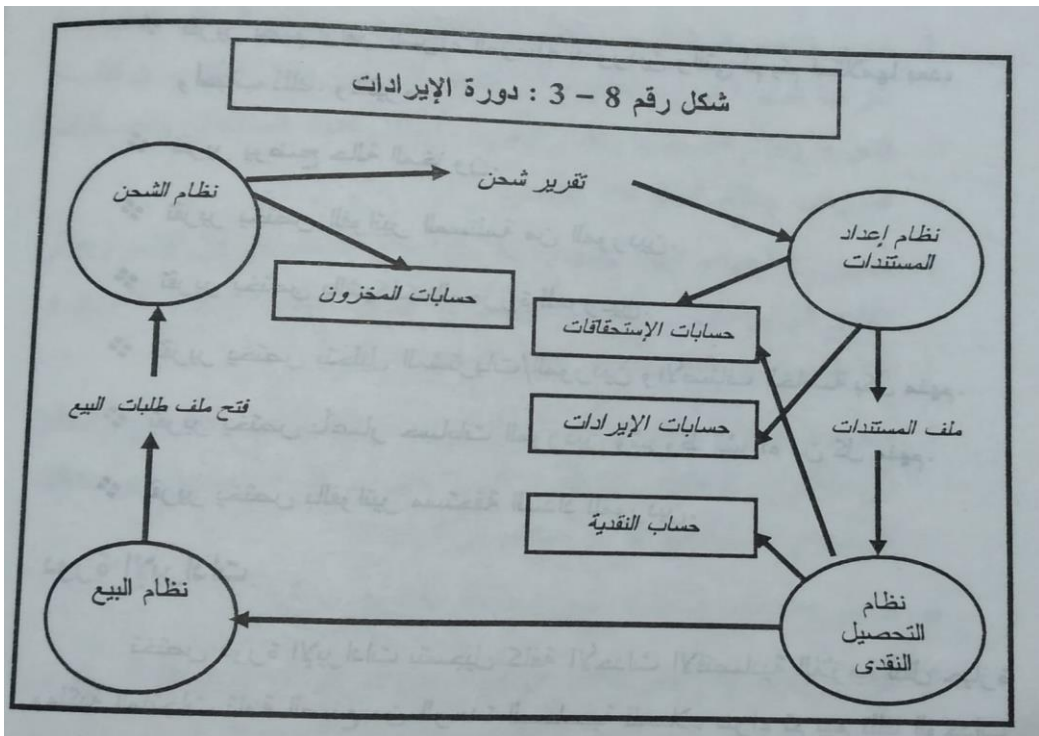 شكل رقم 8 – 3 : دورة الإيرادات
نظام الشحن
تقرير شحن
نظام إعداد
المستندات
حسابات المخزون
حسابات الإستحقاقات
فتح ملف طلبات البيع
حسابات الإيرادات
ملف المستندات
حساب النقدية
نظام البيع
نظام
التحصيل
النقدى